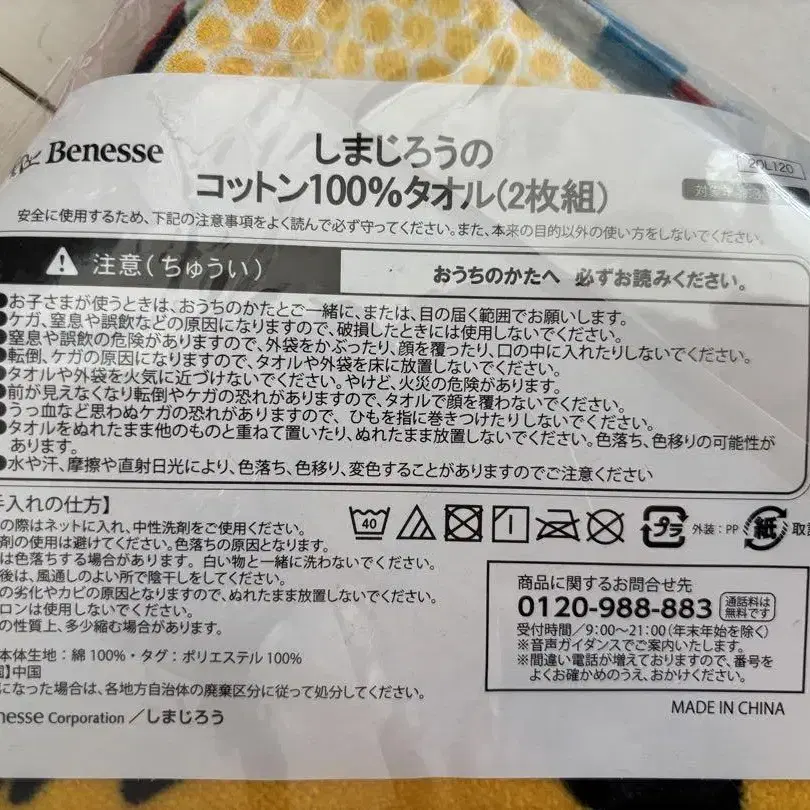 Benesse
しまじろうの
コットン100%タオル(2枚組)
20L120
安全に使用するため、下記の注意事項をよく読んで必ず守ってください。また、本来の目的以外の使い方をしないでください。
注意(ちゅうい)
おうちのかたへ 必ずお読みください。
●お子さまが使うときは、おうちのかたとご一緒に、または、目の届く範囲でお願いします。
●ケガ、窒息や誤飲などの原因になりますので、破損したときには使用しないでください。
●窒息や誤飲の危険がありますので、外袋をかぶったり、顔を覆ったり、口の中に入れたりしないでください。
●転倒、ケガの原因になりますので、タオルや外袋を床に放置しないでください。
●タオルや外袋を火気に近づけないでください。やけど、火災の危険があります。
●前が見えなくなり転倒やケガの恐れがありますので、タオルで顔を覆わないでください。
●うっ血など思わぬケガの恐れがありますので、ひもを指に巻きつけたりしないでください。
●タオルをぬれたまま他のものと重ねて置いたり、ぬれたまま放置しないでください。色落ち、色移りの可能性が
あります。
●水や汗、摩擦や直射日光により、色落ち、色移り、変色することがありますのでご注意ください
手入れの仕方】
の際はネットに入れ、中性洗剤をご使用ください。
剤の使用は避けてください。色落ちの原因となります。
は色落ちする場合があります。白い物と一緒に洗わないでください。
後は、風通しのよい所で陰干しをしてください。
の劣化やカビの原因となりますので、ぬれたまま放置しないでください。
ロンは使用しないでください。
の性質上、多少縮む場合があります。
本体生地：綿100%・タグ：ポリエステル100%
国】中国
になった場合は、各地方自治体の廃棄区分に従って処分してください。
nesse Corporation／しまじろう
40
プラ
外装：PP
紙
取
商品に関するお問合せ先
0120-988-883
通話料は
無料です
受付時間／9:00～21:00(年末年始を除く)
※音声ガイダンスでご案内いたします。
※間違い電話が増えておりますので、番号を
よくお確かめのうえ、おかけください。
MADE IN CHINA